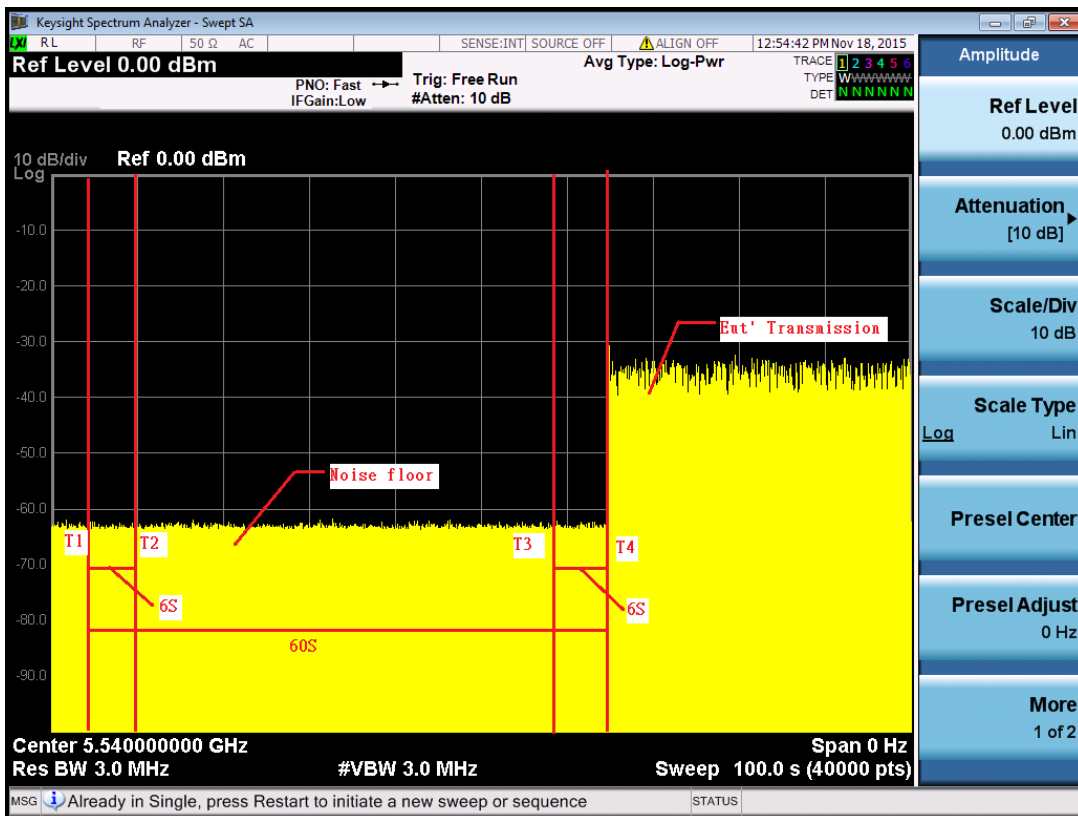 Keysight Spectrum Analyzer - Swept SA
LXI RL RF 50 Ω AC SENSE:INT SOURCE OFF ALIGN OFF 12:54:42 PM Nov 18, 2015
Ref Level 0.00 dBm
PNO: Fast
IFGain:Low
Trig: Free Run
#Atten: 10 dB
Avg Type: Log-Pwr
TRACE 1 2 3 4 5 6
TYPE WWWWWW
DET N N N N N N
10 dB/div Ref 0.00 dBm
Log
-10.0
-20.0
-30.0
-40.0
-50.0
-60.0
-70.0
-80.0
-90.0
Eut' Transmission
Noise floor
T1
T2
T3
T4
6S
6S
60S
Center 5.540000000 GHz Span 0 Hz
Res BW 3.0 MHz #VBW 3.0 MHz Sweep 100.0 s (40000 pts)
MSG Already in Single, press Restart to initiate a new sweep or sequence STATUS
Amplitude
Ref Level
0.00 dBm
Attenuation
[10 dB]
Scale/Div
10 dB
Scale Type
Log Lin
Presel Center
Presel Adjust
0 Hz
More
1 of 2